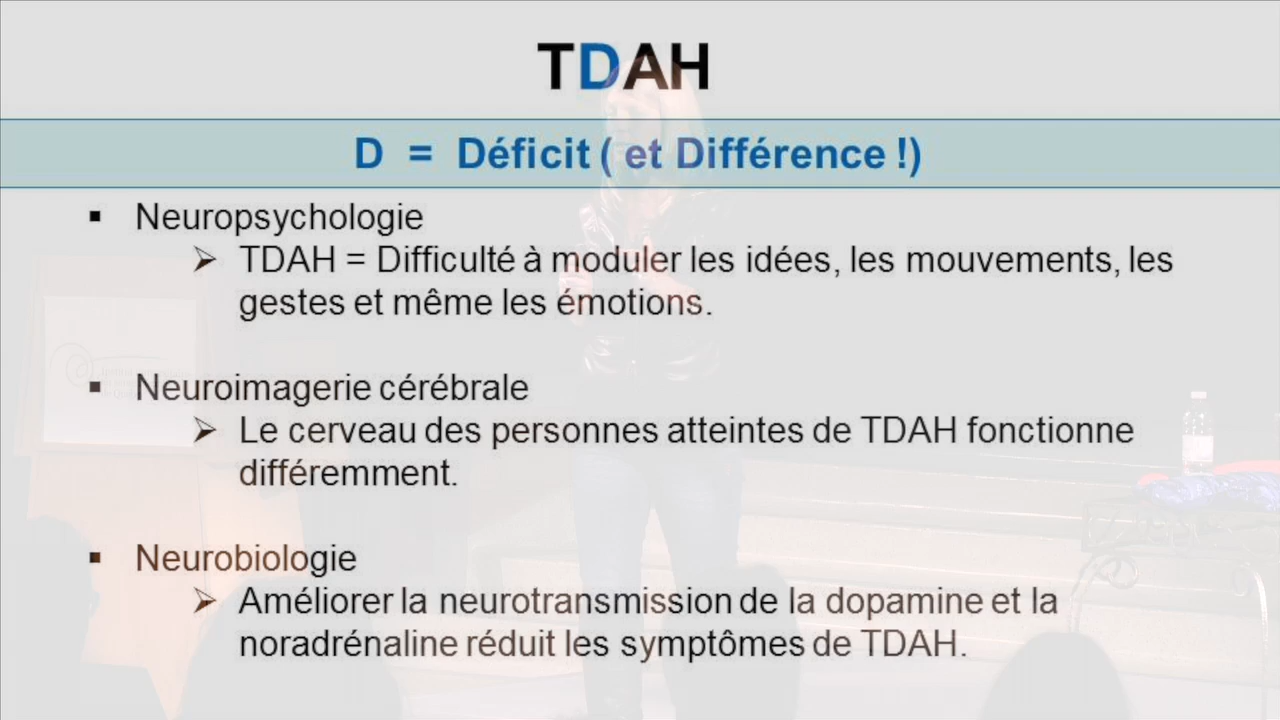 TDAH
D = Déficit ( et Différence !)
▪ Neuropsychologie
➢ TDAH = Difficulté à moduler les idées, les mouvements, les
gestes et même les émotions.
▪ Neuroimagerie cérébrale
➢ Le cerveau des personnes atteintes de TDAH fonctionne
différemment.
▪ Neurobiologie
➢ Améliorer la neurotransmission de la dopamine et la
noradrénaline réduit les symptômes de TDAH.